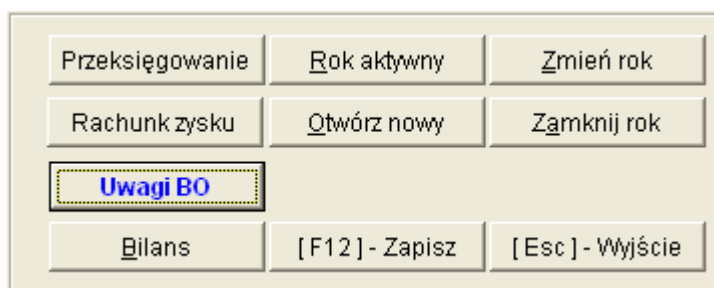 Przeksięgowanie Rok aktywny Zmień rok
Rachunk zysku Otwórz nowy Zamknij rok
Uwagi BO
Bilans [ F12 ] - Zapisz [ Esc ] - Wyjście